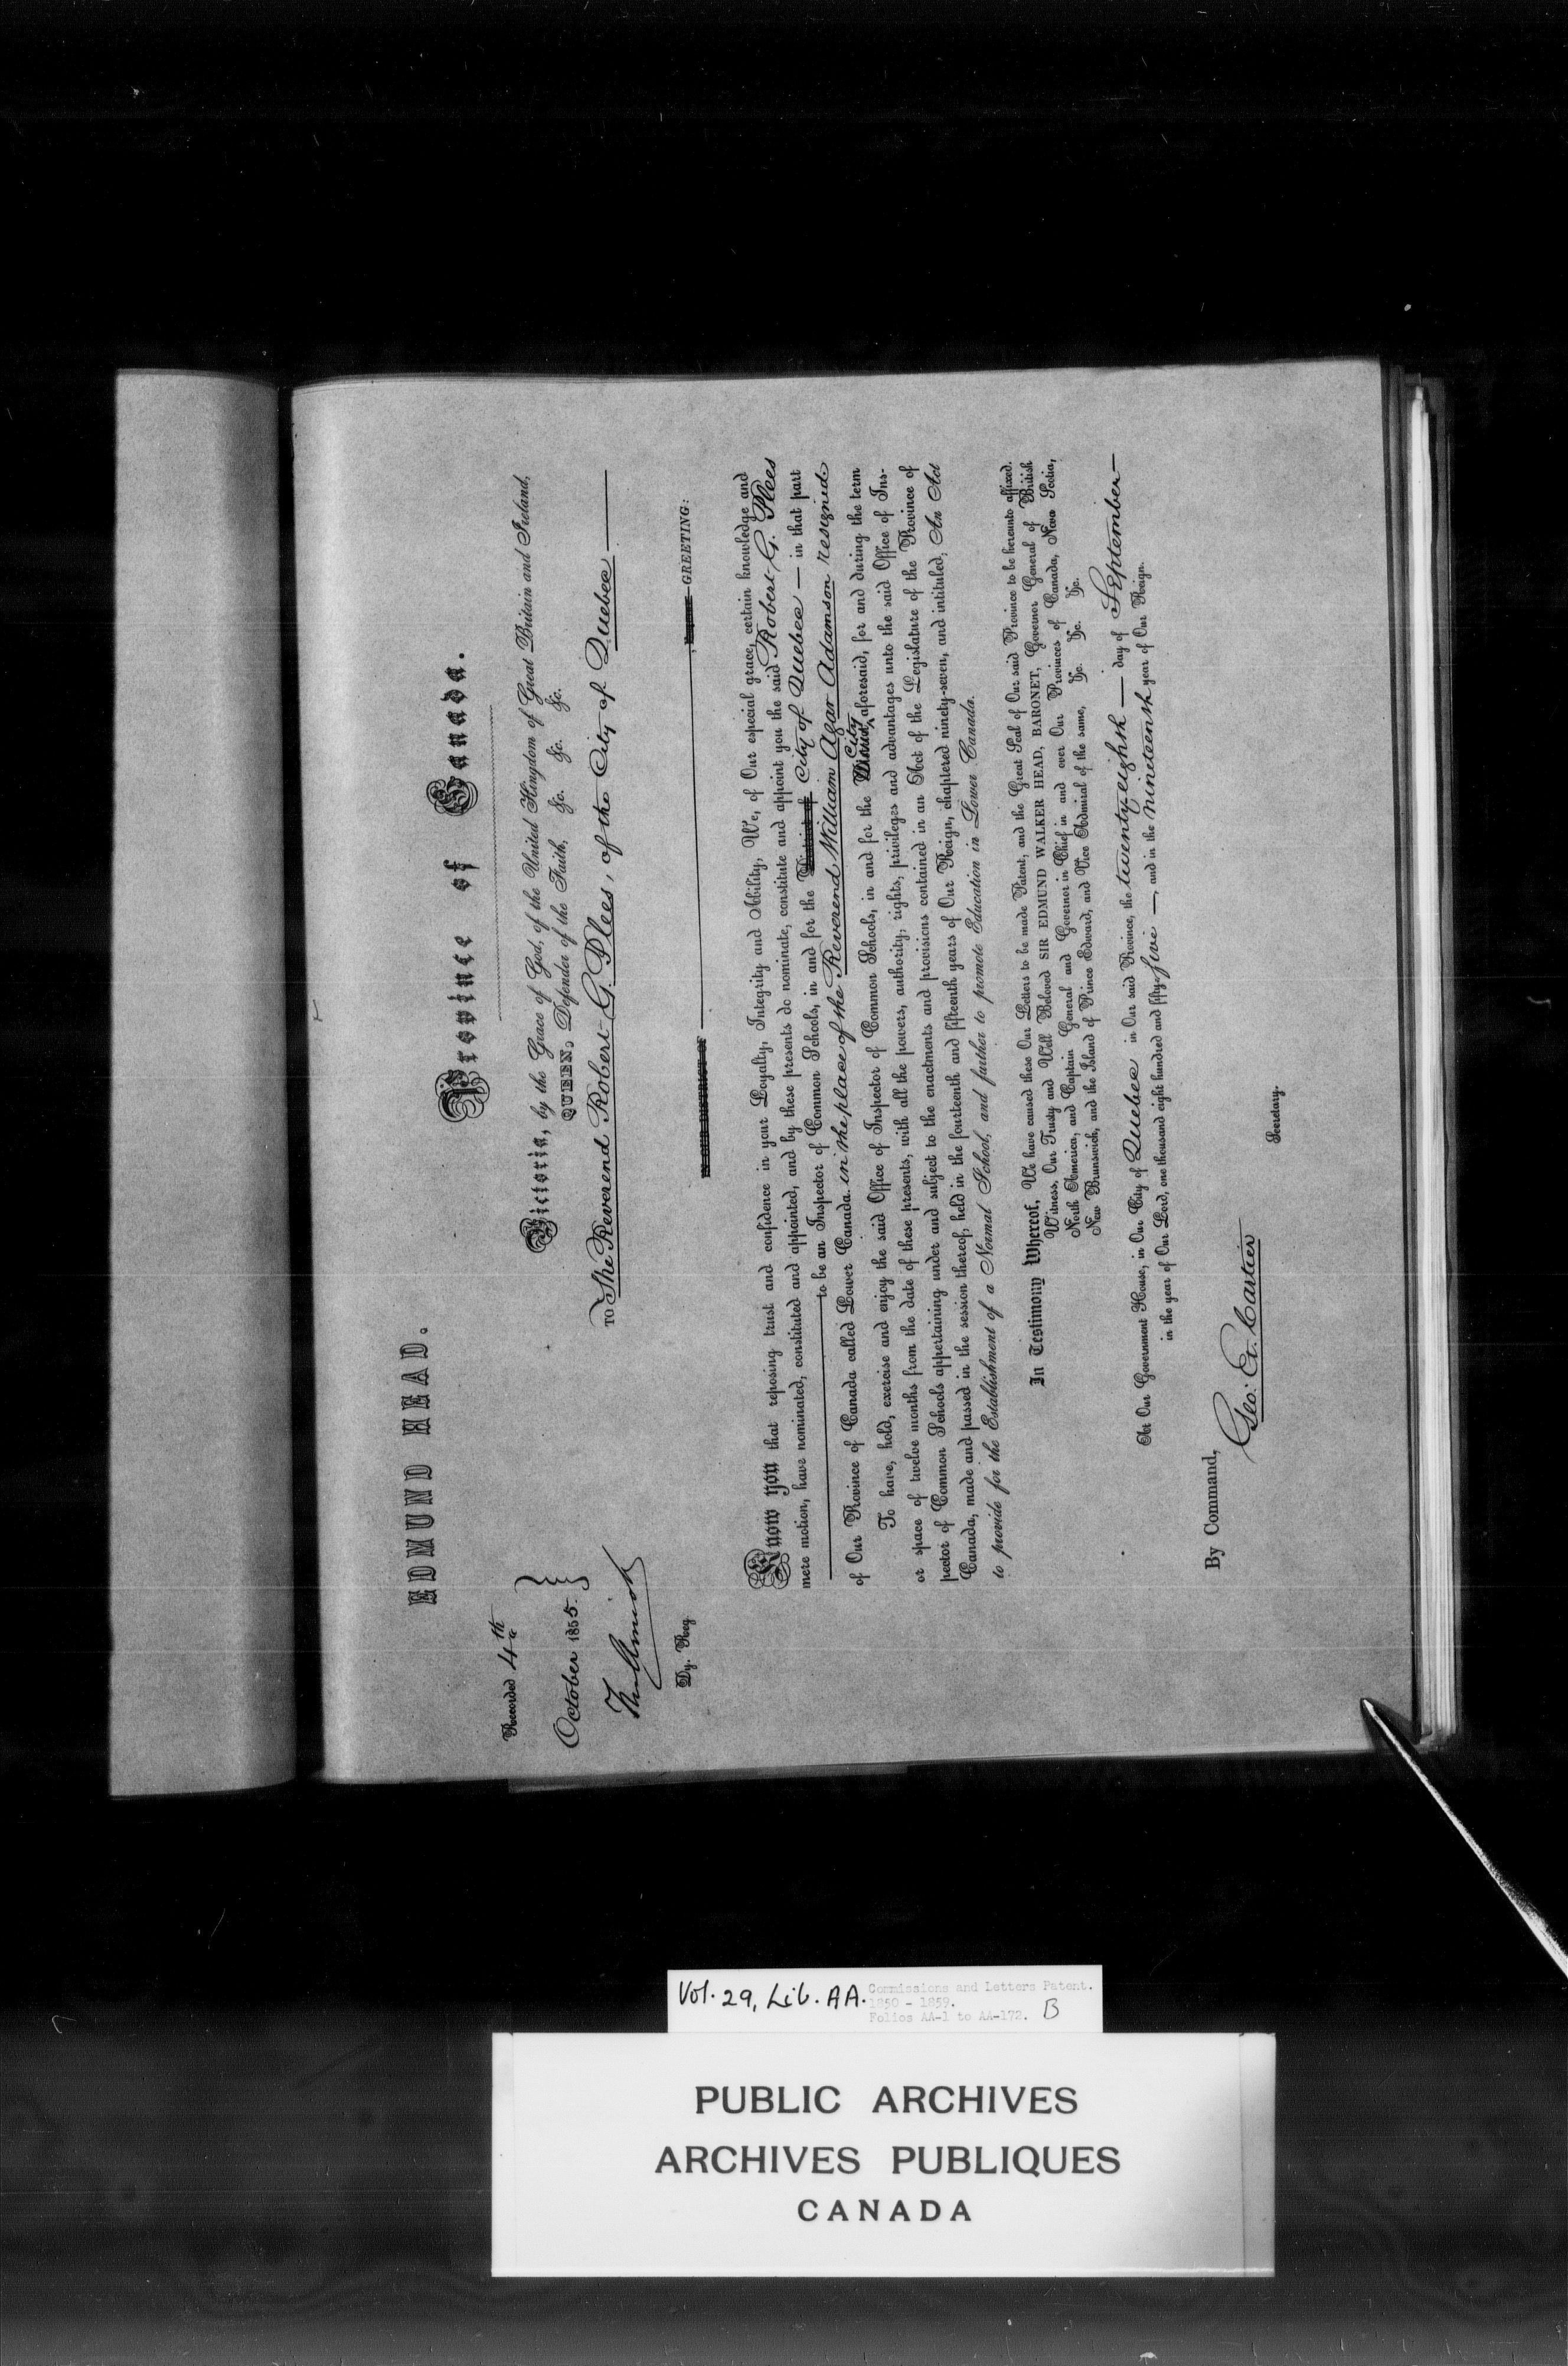 EDMUND HEAD.
Province of Canada.
Recorded 4th
October 1855.
Dy. Reg
Victoria, by the Grace of God, of the United Kingdom of Great Britain and Ireland,
QUEEN, Defender of the Faith, &c. &c. &c.
TO The Reverend Robert G. Plees, of the City of Quebec
IN OUR DISTRICT OF , Esquire GREETING:
Know you that reposing trust and confidence in your Loyalty, Integrity and Ability, We, of Our especial grace, certain knowledge and
mere motion, have nominated, constituted and appointed, and by these presents do nominate, constitute and appoint you the said Robert G. Plees
to be an Inspector of Common Schools, in and for the District of City of Quebec — in that part
of Our Province of Canada called Lower Canada. in the place of the Reverend William Agar Adamson resigned
To have, hold, exercise and enjoy the said Office of Inspector of Common Schools, in and for the District City aforesaid, for and during the term
or space of twelve months from the date of these presents, with all the powers, authority, rights, privileges and advantages unto the said Office of Ins-
pector of Common Schools appertaining under and subject to the enactments and provisions contained in an Act of the Legislature of the Province of
Canada, made and passed in the session thereof, held in the fourteenth and fifteenth years of Our Reign, chaptered ninety-seven, and intituled, An Act
to provide for the Establishment of a Normal School, and further to promote Education in Lower Canada.
In Testimony Whereof, We have caused these Our Letters to be made Patent, and the Great Seal of Our said Province to be hereunto affixed.
Witness, Our Trusty and Well Beloved SIR EDMUND WALKER HEAD, BARONET, Governor General of British
North America, and Captain General and Governor in Chief in and over Our Provinces of Canada, Nova Scotia,
New Brunswick, and the Island of Prince Edward, and Vice Admiral of the same, &c. &c. &c.
At Our Government House, in Our City of Quebec in Our said Province, the twenty eighth — day of September —
in the year of Our Lord, one thousand eight hundred and fifty-five —, and in the nineteenth year of Our Reign.
By Command,
Geo: Et. Cartier
Secretary.
Vol. 29, Lib. AA.
Commissions and Letters Patent.
1850 - 1859.
Folios AA-1 to AA-172. B
PUBLIC ARCHIVES
ARCHIVES PUBLIQUES
CANADA